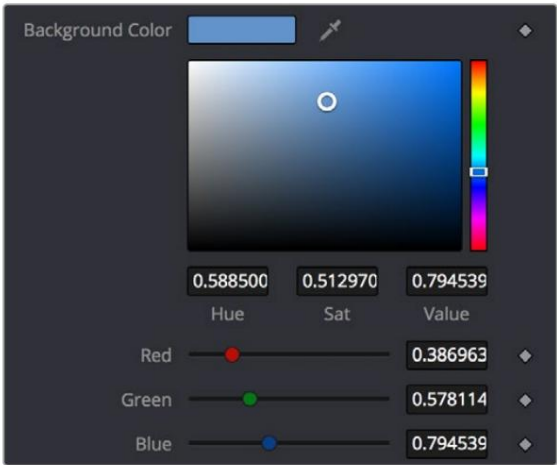 Background Color
0.588500 0.512970 0.794539
Hue Sat Value
Red 0.386963
Green 0.578114
Blue 0.794539